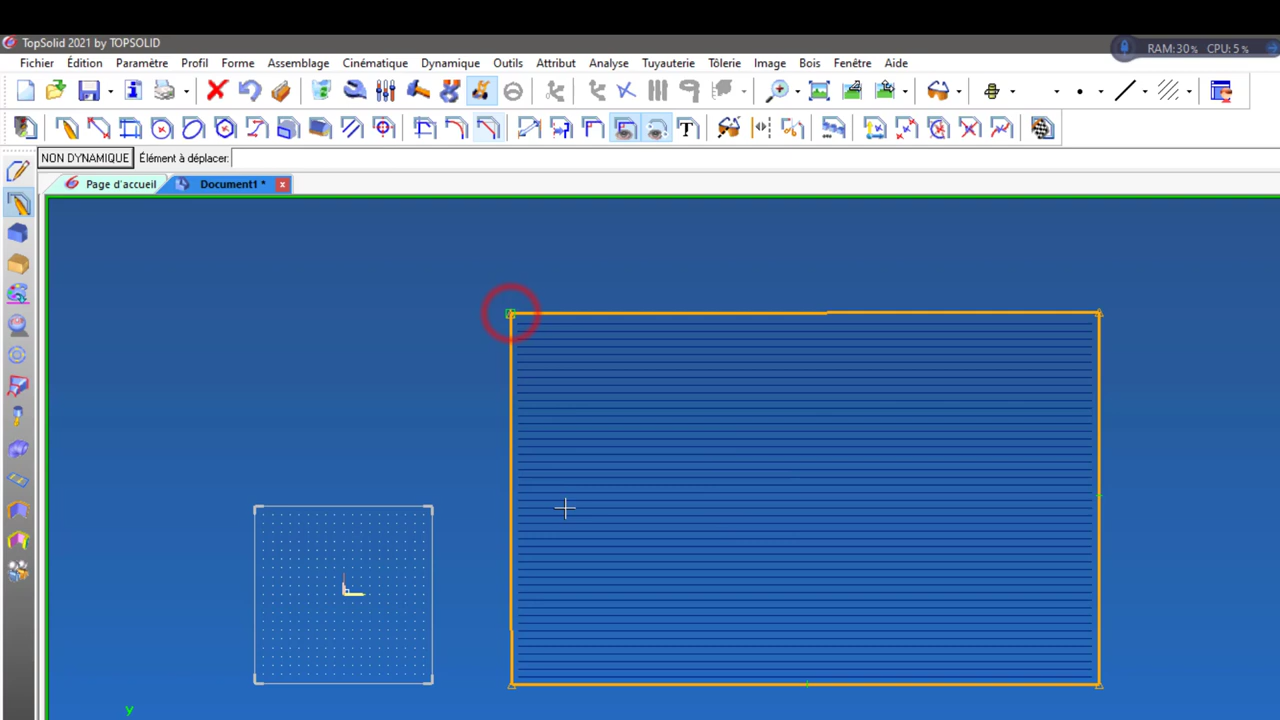 TopSolid 2021 by TOPSOLID
RAM: 30% CPU: 5%
Fichier Édition Paramètre Profil Forme Assemblage Cinématique Dynamique Outils Attribut Analyse Tuyauterie Tôlerie Image Bois Fenêtre Aide
T
NON DYNAMIQUE Élément à déplacer:
Page d'accueil Document1 *
y